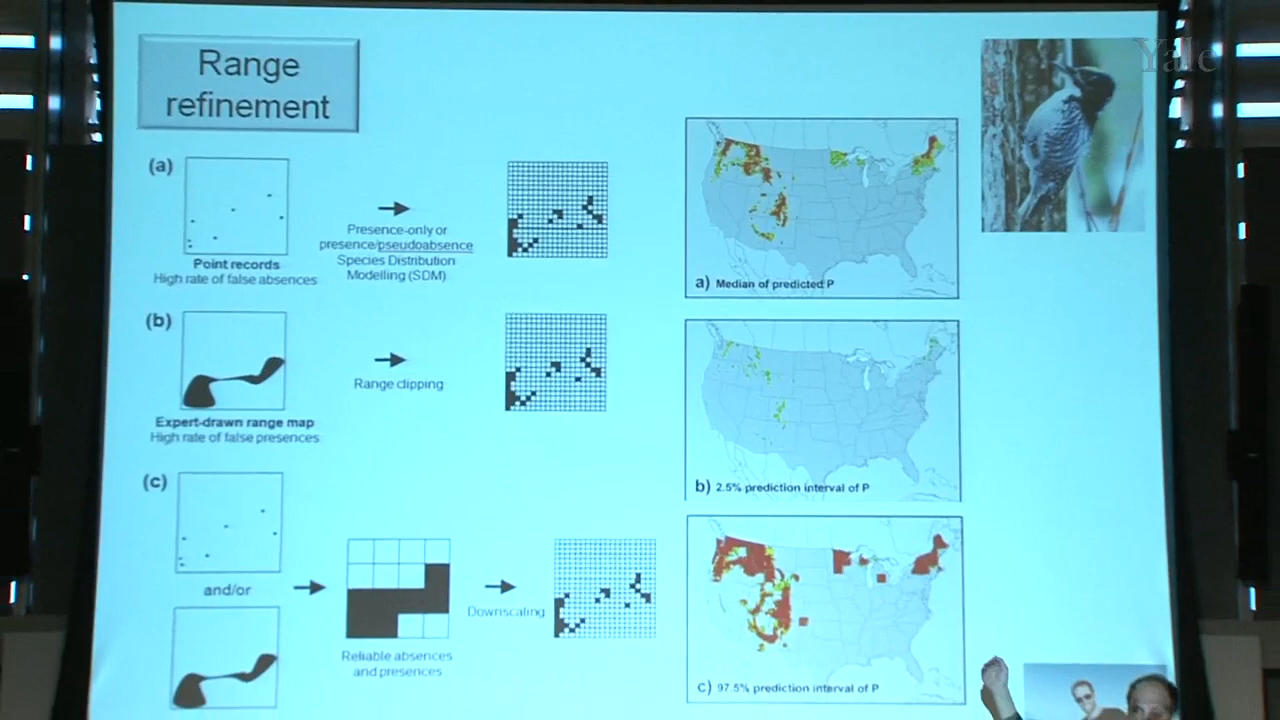 Range
refinement
Yale
(a)
Point records
High rate of false absences
Presence-only or
presence/pseudoabsence
Species Distribution
Modelling (SDM)
(b)
Expert-drawn range map
High rate of false presences
Range clipping
(c)
and/or
Reliable absences
and presences
Downscaling
a) Median of predicted P
b) 2.5% prediction interval of P
c) 97.5% prediction interval of P